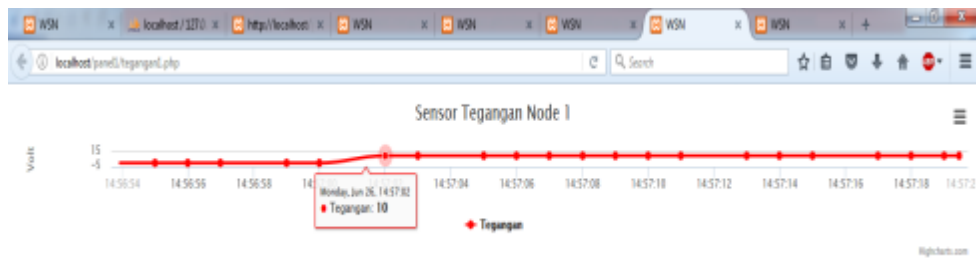 WSN
localhost / 127.0
http://localhost
WSN
WSN
WSN
WSN
WSN
localhost/panel1/tegangan1.php
Search
Sensor Tegangan Node 1
Volt
15
-5
14:56:54 14:56:56 14:56:58 14:57:04 14:57:06 14:57:08 14:57:10 14:57:12 14:57:14 14:57:16 14:57:18 14:57:2
Monday, Jun 26, 14:57:02
Tegangan: 10
Tegangan
Highcharts.com